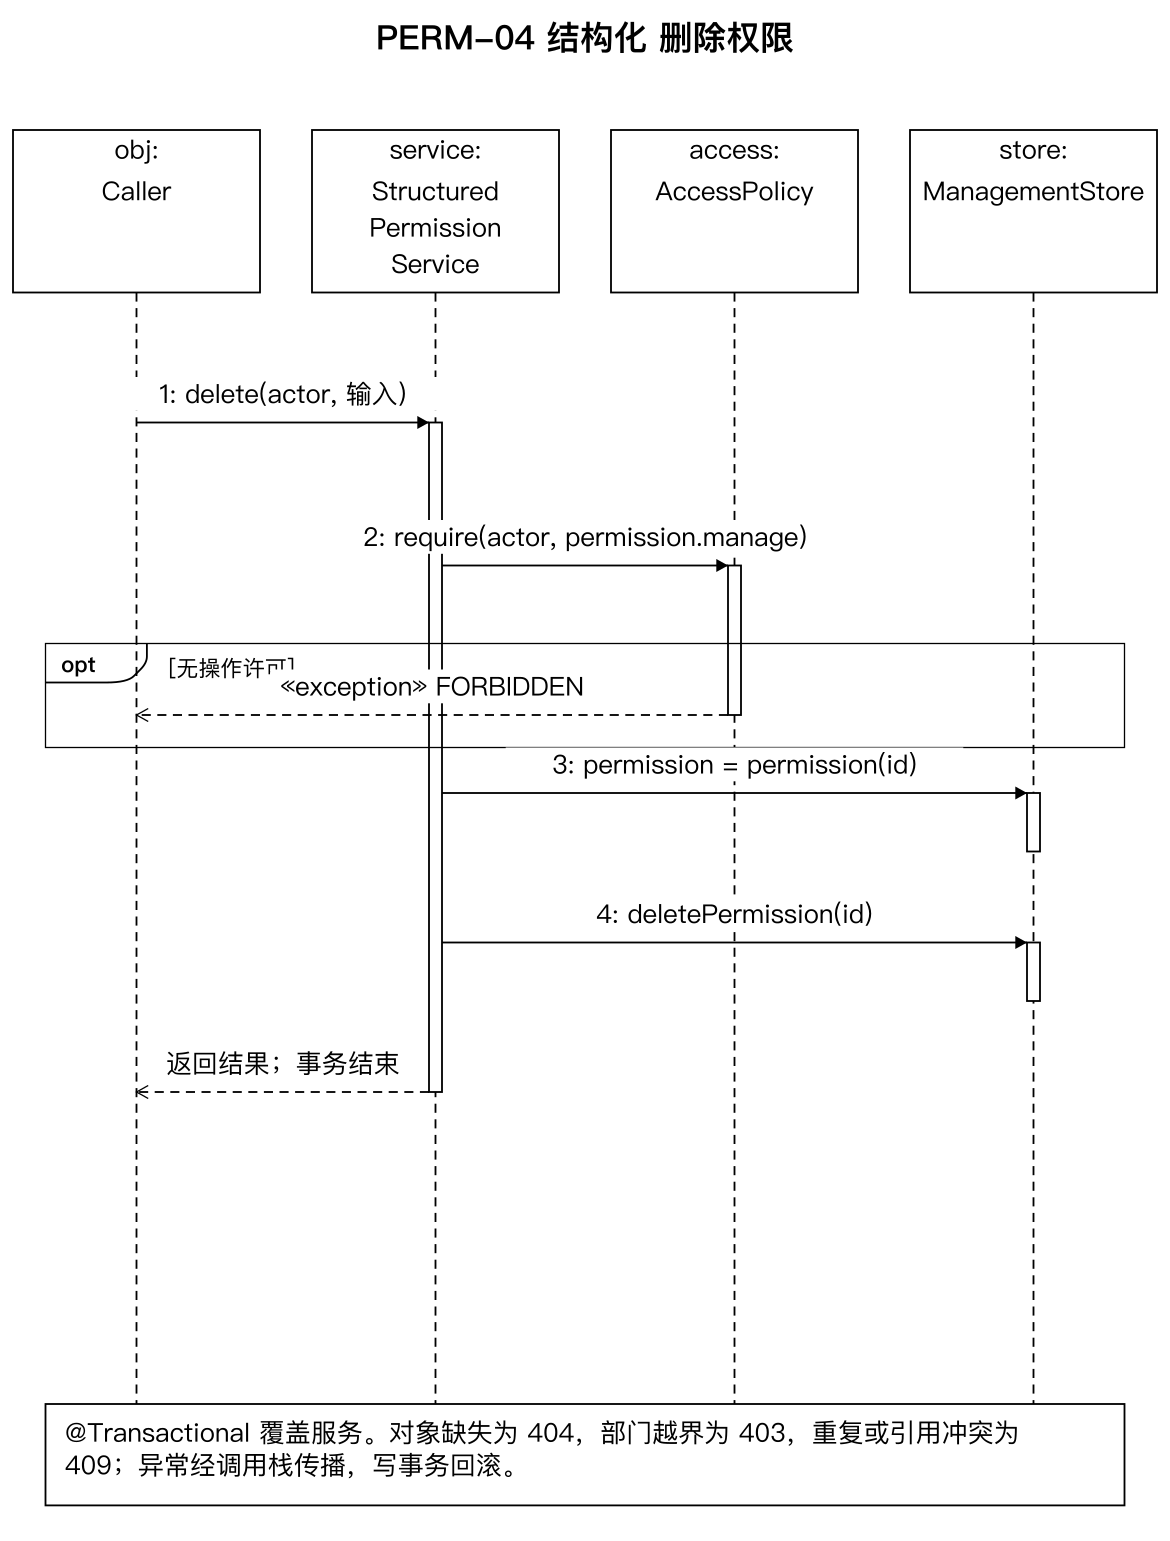 PERM-04 结构化 删除权限
obj:
Caller
service:
Structured
Permission
Service
access:
AccessPolicy
store:
ManagementStore
1: delete(actor, 输入)
2: require(actor, permission.manage)
opt
[无操作许可]
«exception» FORBIDDEN
3: permission = permission(id)
4: deletePermission(id)
返回结果；事务结束
@Transactional 覆盖服务。对象缺失为 404，部门越界为 403，重复或引用冲突为
409；异常经调用栈传播，写事务回滚。